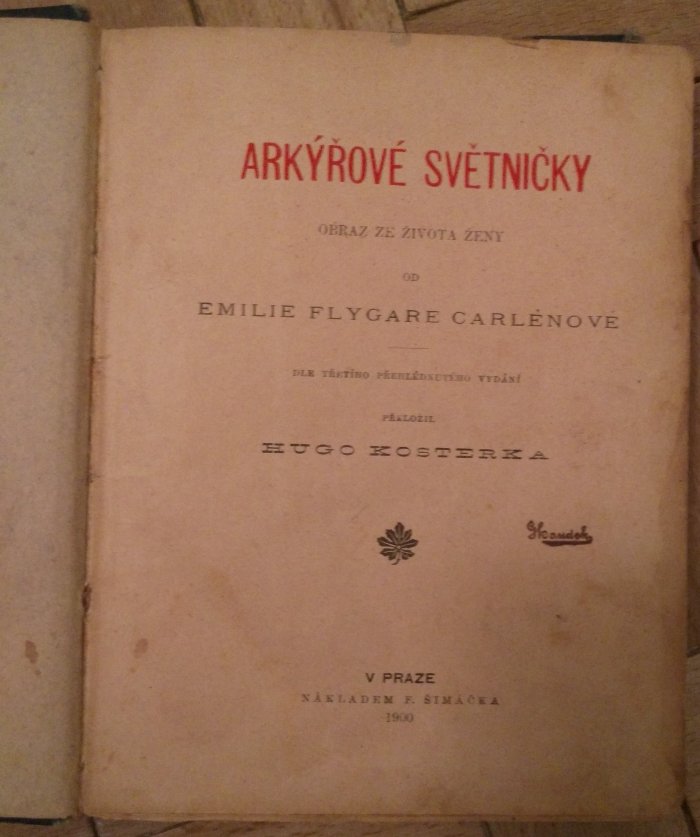 ARKÝŘOVÉ SVĚTNIČKY
OBRAZ ZE ŽIVOTA ŽENY
OD
EMILIE FLYGARE CARLÉNOVÉ
DLE TŘETÍHO PŘEHLÉDNUTÉHO VYDÁNÍ
PŘELOŽIL
HUGO KOSTERKA
V PRAZE
NÁKLADEM F. ŠIMÁČKA
1900